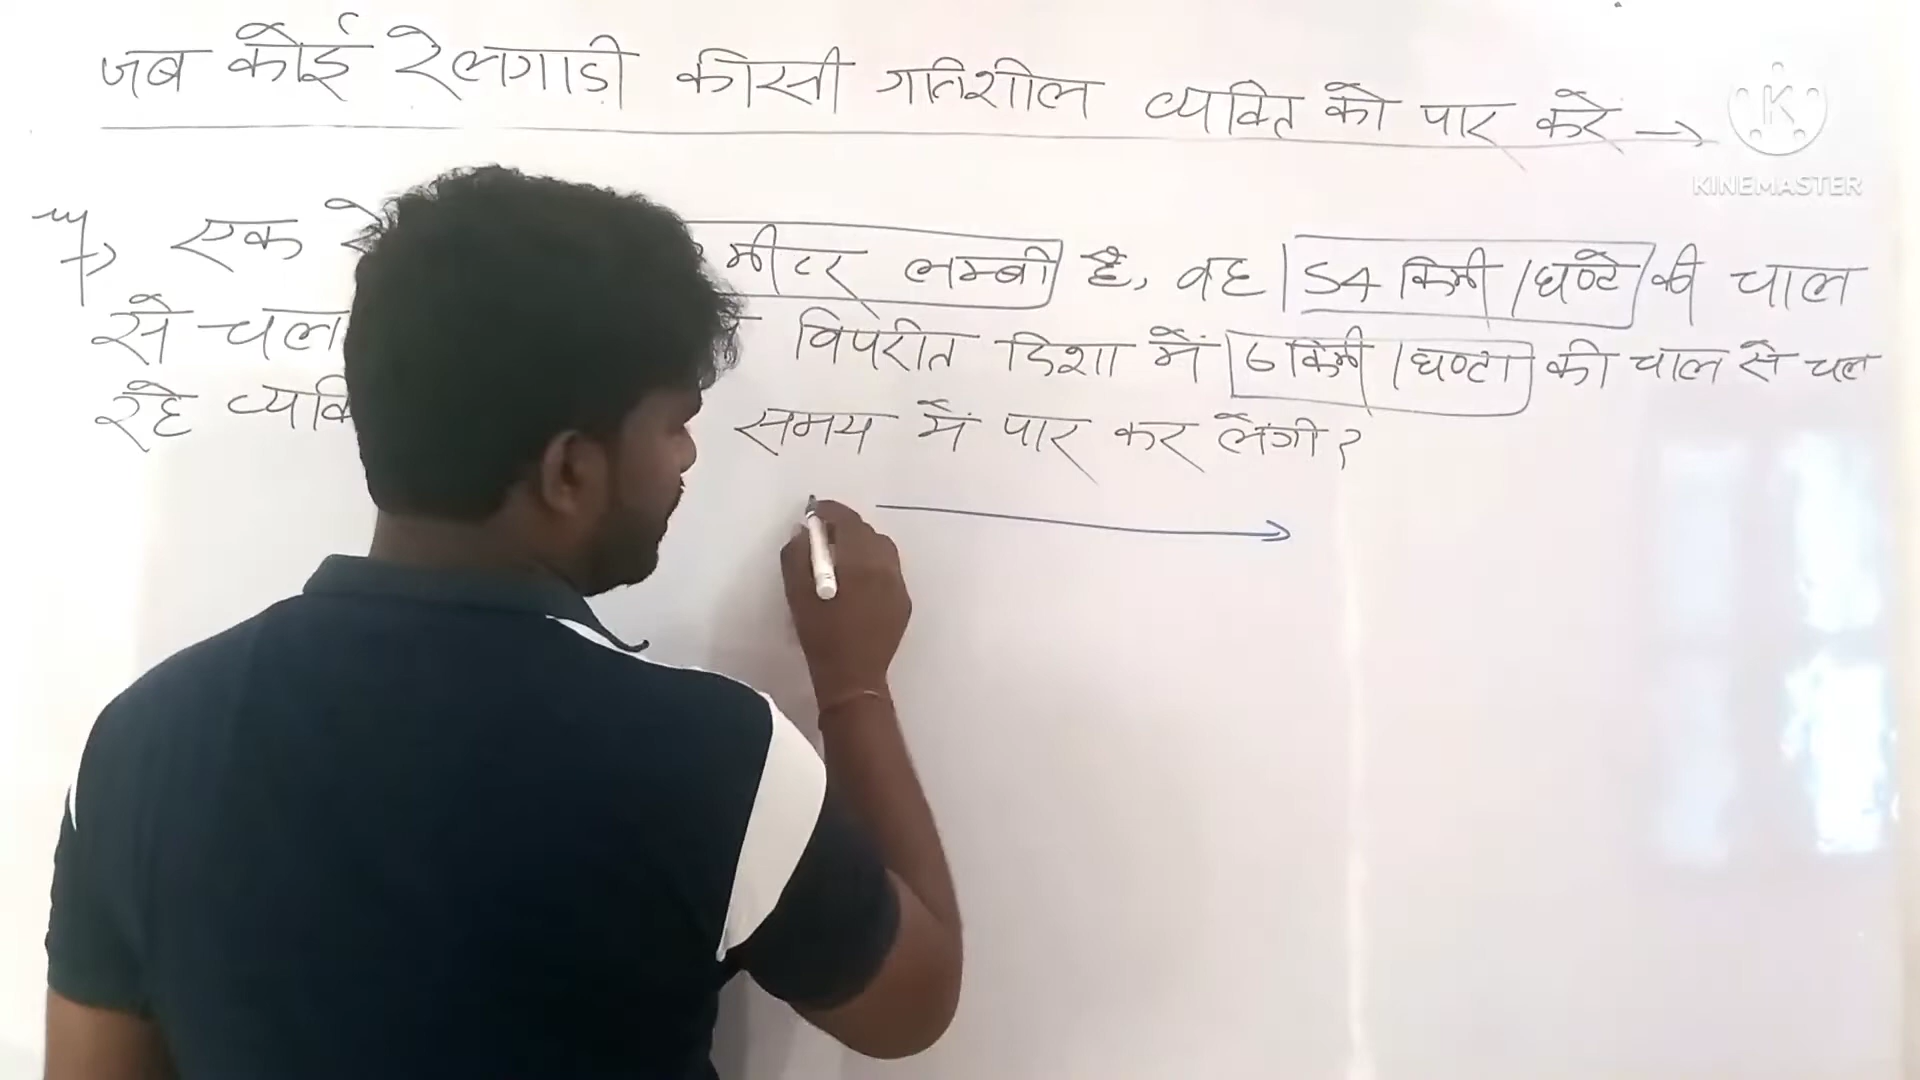 जब कोई रेलगाडी कीसी गतिशील व्यक्ति को पार करे →
KINEMASTER
एक मीटर लम्बी है, वह 54 किमी / घण्टे की चाल
से चल विपरीत दिशा में 6 किमी / घण्टा की चाल से चल
रहे समय में पार कर लेंगी?